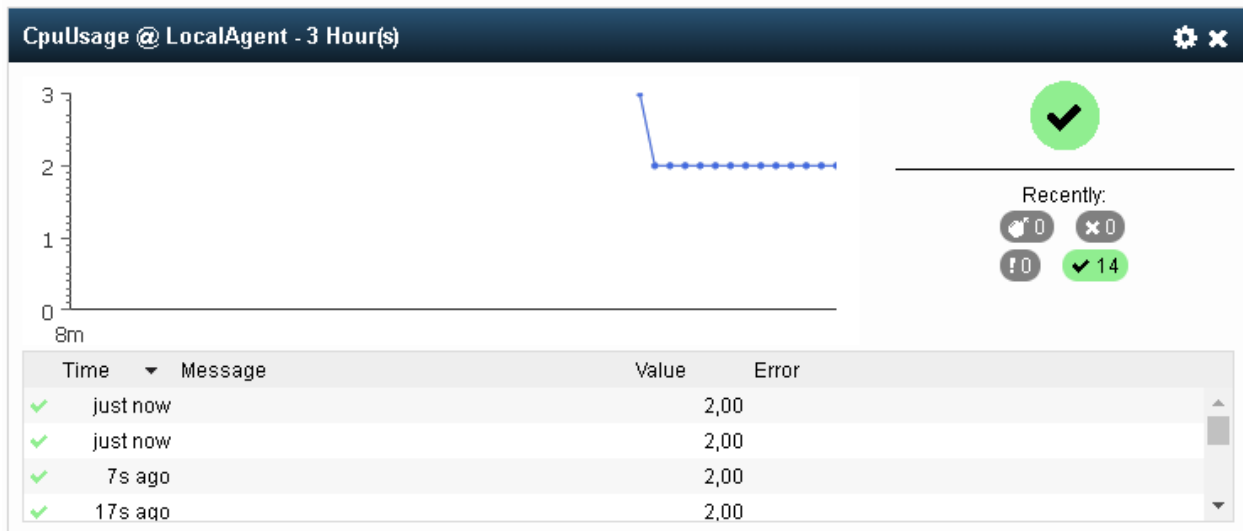 CpuUsage @ LocalAgent - 3 Hour(s)
3
2
1
0
8m
Recently:
0 0
! 0 14
Time Message Value Error
just now 2,00
just now 2,00
7s ago 2,00
17s ago 2,00